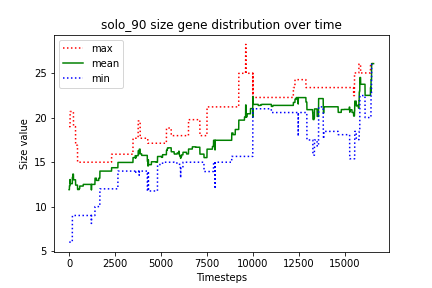 solo_90 size gene distribution over time
max
mean
min
Size value
25
20
15
10
5
0
2500
5000
7500
10000
12500
15000
Timesteps